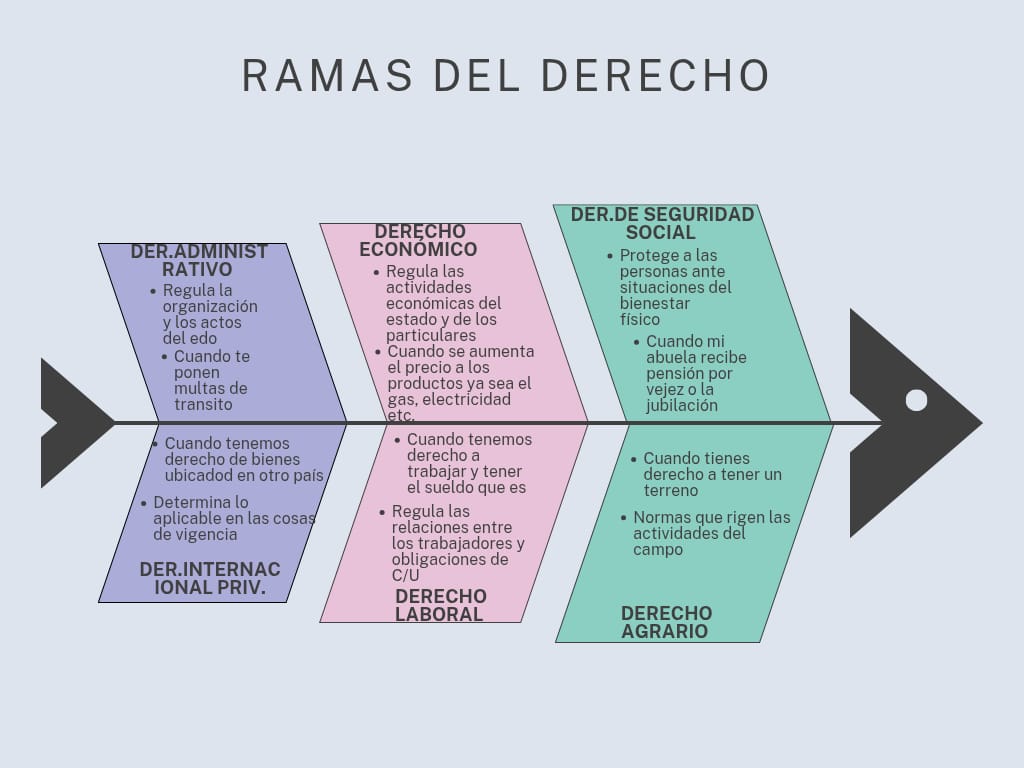 RAMAS DEL DERECHO
DER.ADMINIST
RATIVO
• Regula la
organización
y los actos
del edo
• Cuando te
ponen
multas de
transito
DERECHO
ECONÓMICO
• Regula las
actividades
económicas del
estado y de los
particulares
• Cuando se aumenta
el precio a los
productos ya sea el
gas, electricidad
etc.
DER.DE SEGURIDAD
SOCIAL
• Protege a las
personas ante
situaciones del
bienestar
físico
• Cuando mi
abuela recibe
pensión por
vejez o la
jubilación
• Cuando tenemos
derecho de bienes
ubicadod en otro país
• Determina lo
aplicable en las cosas
de vigencia
DER.INTERNAC
IONAL PRIV.
• Cuando tenemos
derecho a
trabajar y tener
el sueldo que es
• Regula las
relaciones entre
los trabajadores y
obligaciones de
C/U
DERECHO
LABORAL
• Cuando tienes
derecho a tener un
terreno
• Normas que rigen las
actividades del
campo
DERECHO
AGRARIO